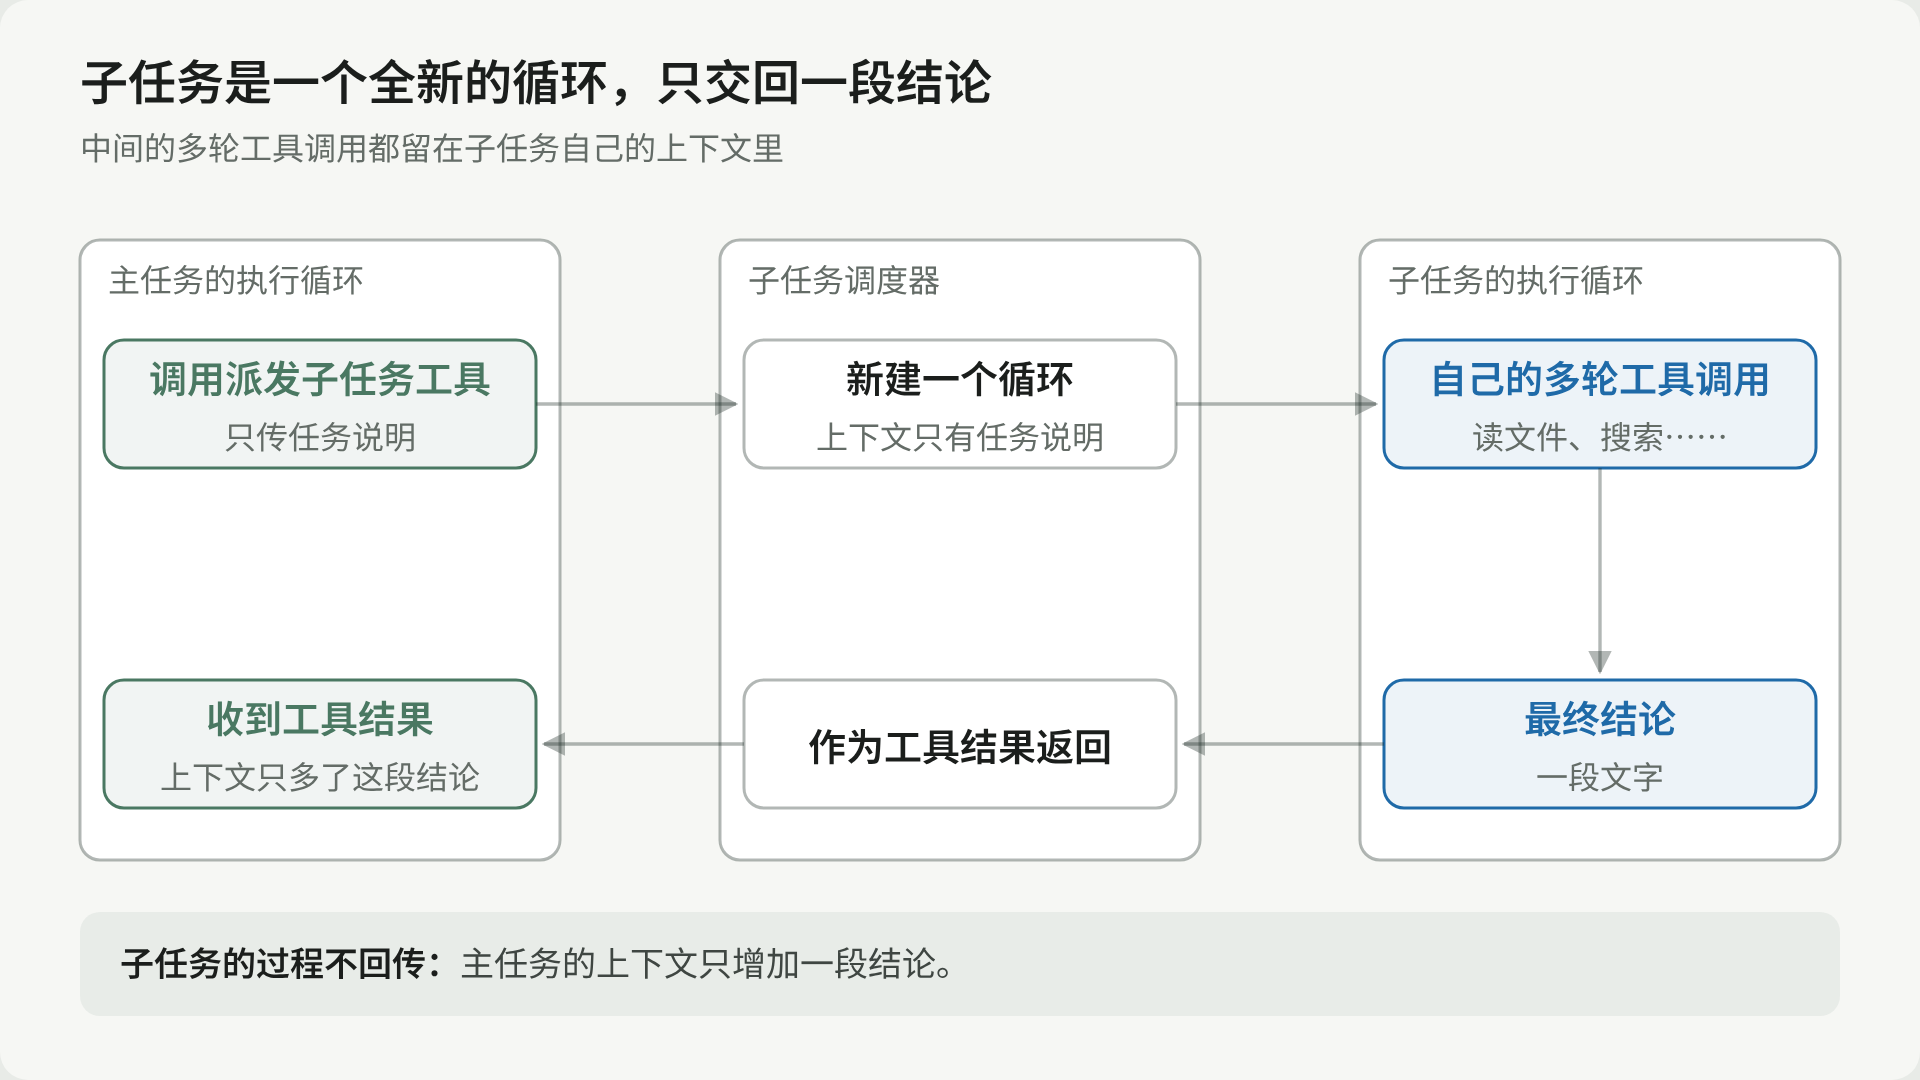 子任务是一个全新的循环，只交回一段结论
中间的多轮工具调用都留在子任务自己的上下文里
主任务的执行循环
调用派发子任务工具
只传任务说明
收到工具结果
上下文只多了这段结论
子任务调度器
新建一个循环
上下文只有任务说明
作为工具结果返回
子任务的执行循环
自己的多轮工具调用
读文件、搜索……
最终结论
一段文字
子任务的过程不回传：主任务的上下文只增加一段结论。